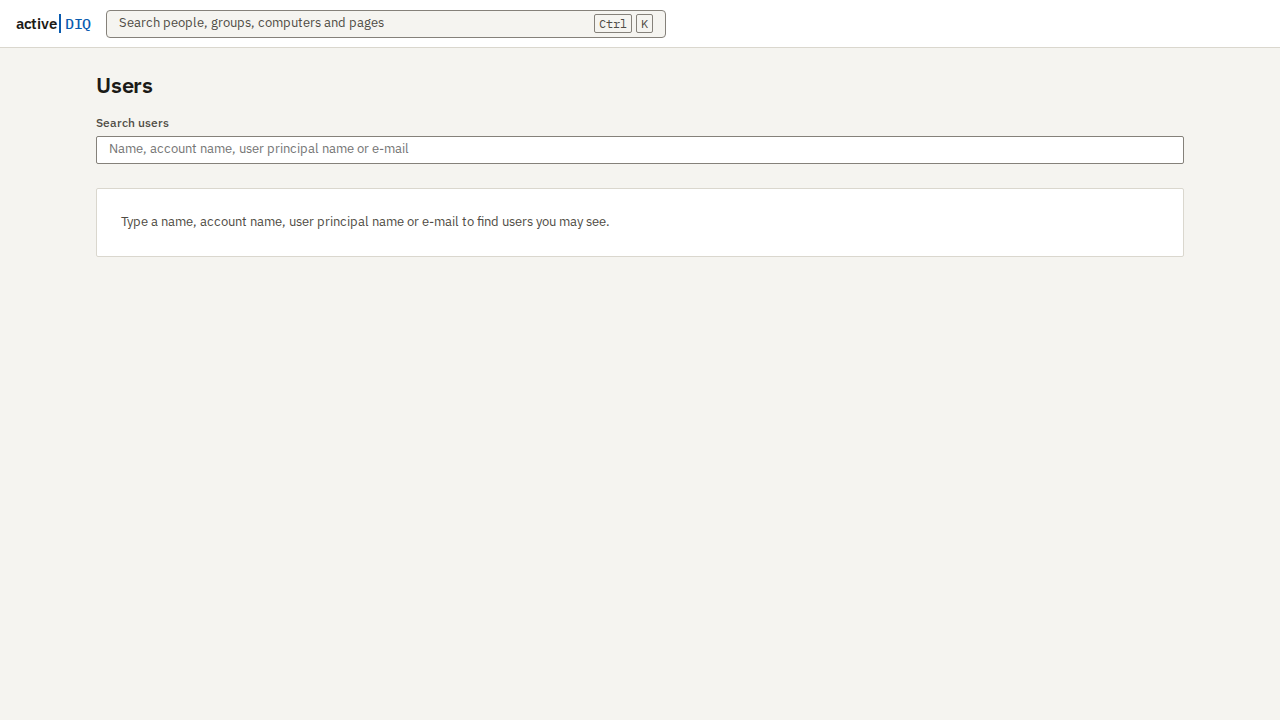 active DIQ
Search people, groups, computers and pages Ctrl K
Users
Search users
Name, account name, user principal name or e-mail
Type a name, account name, user principal name or e-mail to find users you may see.